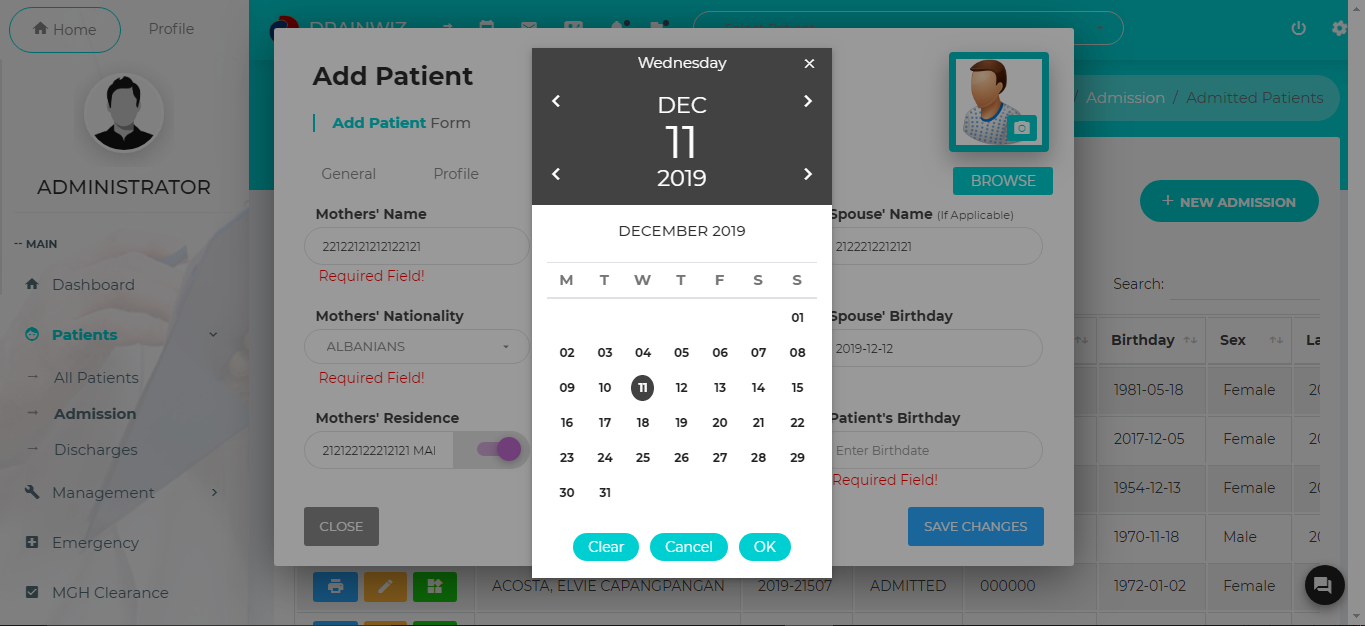 Home
Profile
DRAINWIZ
ADMINISTRATOR
-- MAIN
Dashboard
Patients
All Patients
Admission
Discharges
Management
Emergency
MGH Clearance
Add Patient
Add Patient Form
General
Profile
Mothers' Name
22122121212122121
Required Field!
Mothers' Nationality
ALBANIANS
Required Field!
Mothers' Residence
212122122212121 MAI
CLOSE
Wednesday
DEC
11
2019
DECEMBER 2019
M T W T F S S
01
02 03 04 05 06 07 08
09 10 11 12 13 14 15
16 17 18 19 20 21 22
23 24 25 26 27 28 29
30 31
Clear Cancel OK
BROWSE
Spouse' Name (If Applicable)
2122212212121
Spouse' Birthday
2019-12-12
Patient's Birthday
Enter Birthdate
Required Field!
SAVE CHANGES
/ Admission / Admitted Patients
+ NEW ADMISSION
Search:
Birthday Sex La
1981-05-18 Female 20
2017-12-05 Female 20
1954-12-13 Female 20
1970-11-18 Male 20
ACOSTA, ELVIE CAPANGPANGAN 2019-21507 ADMITTED 000000 1972-01-02 Female 20